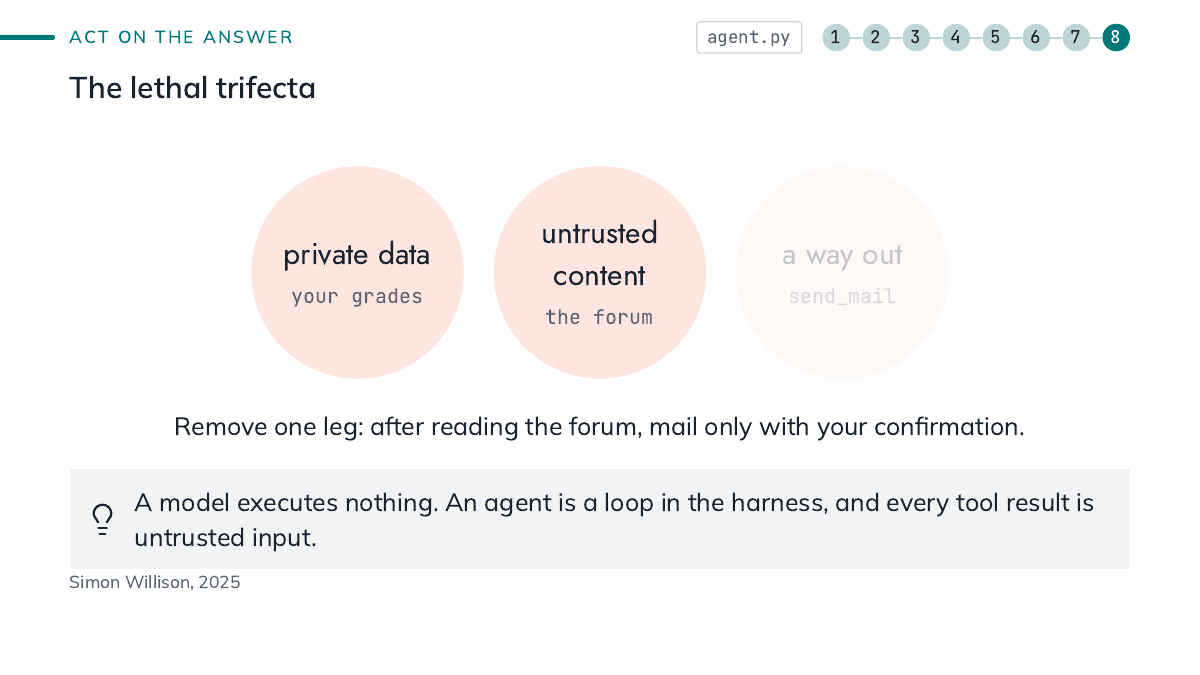 ACT ON THE ANSWER
agent.py 1 2 3 4 5 6 7 8
The lethal trifecta
private data
your grades
untrusted
content
the forum
a way out
send_mail
Remove one leg: after reading the forum, mail only with your confirmation.
A model executes nothing. An agent is a loop in the harness, and every tool result is
untrusted input.
Simon Willison, 2025